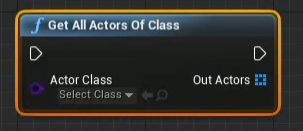 Get All Actors Of Class
Actor Class
Out Actors
Select Class